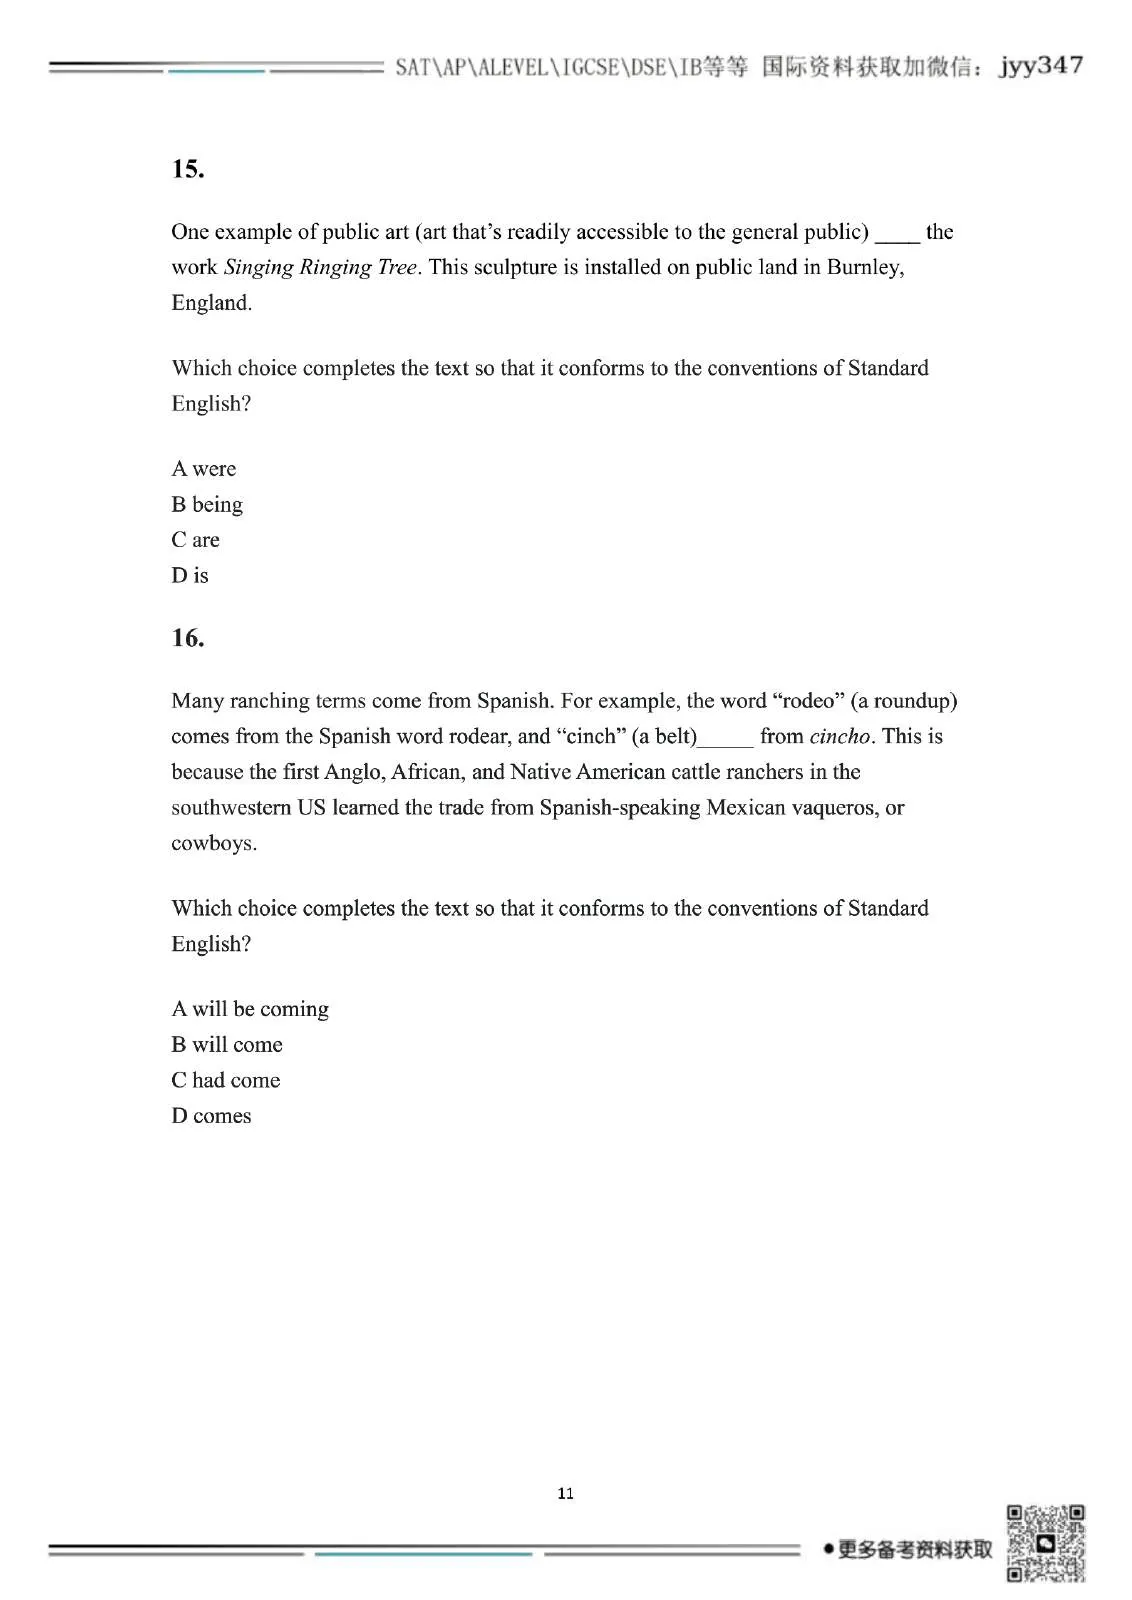 SAT\AP\ALEVEL\IGCSE\DSE\IB等等 国际资料获取加微信：jyy347
15.
One example of public art (art that’s readily accessible to the general public) ____ the
work Singing Ringing Tree. This sculpture is installed on public land in Burnley,
England.
Which choice completes the text so that it conforms to the conventions of Standard
English?
A were
B being
C are
D is
16.
Many ranching terms come from Spanish. For example, the word “rodeo” (a roundup)
comes from the Spanish word rodear, and “cinch” (a belt)_____ from cincho. This is
because the first Anglo, African, and Native American cattle ranchers in the
southwestern US learned the trade from Spanish-speaking Mexican vaqueros, or
cowboys.
Which choice completes the text so that it conforms to the conventions of Standard
English?
A will be coming
B will come
C had come
D comes
11
●更多备考资料获取